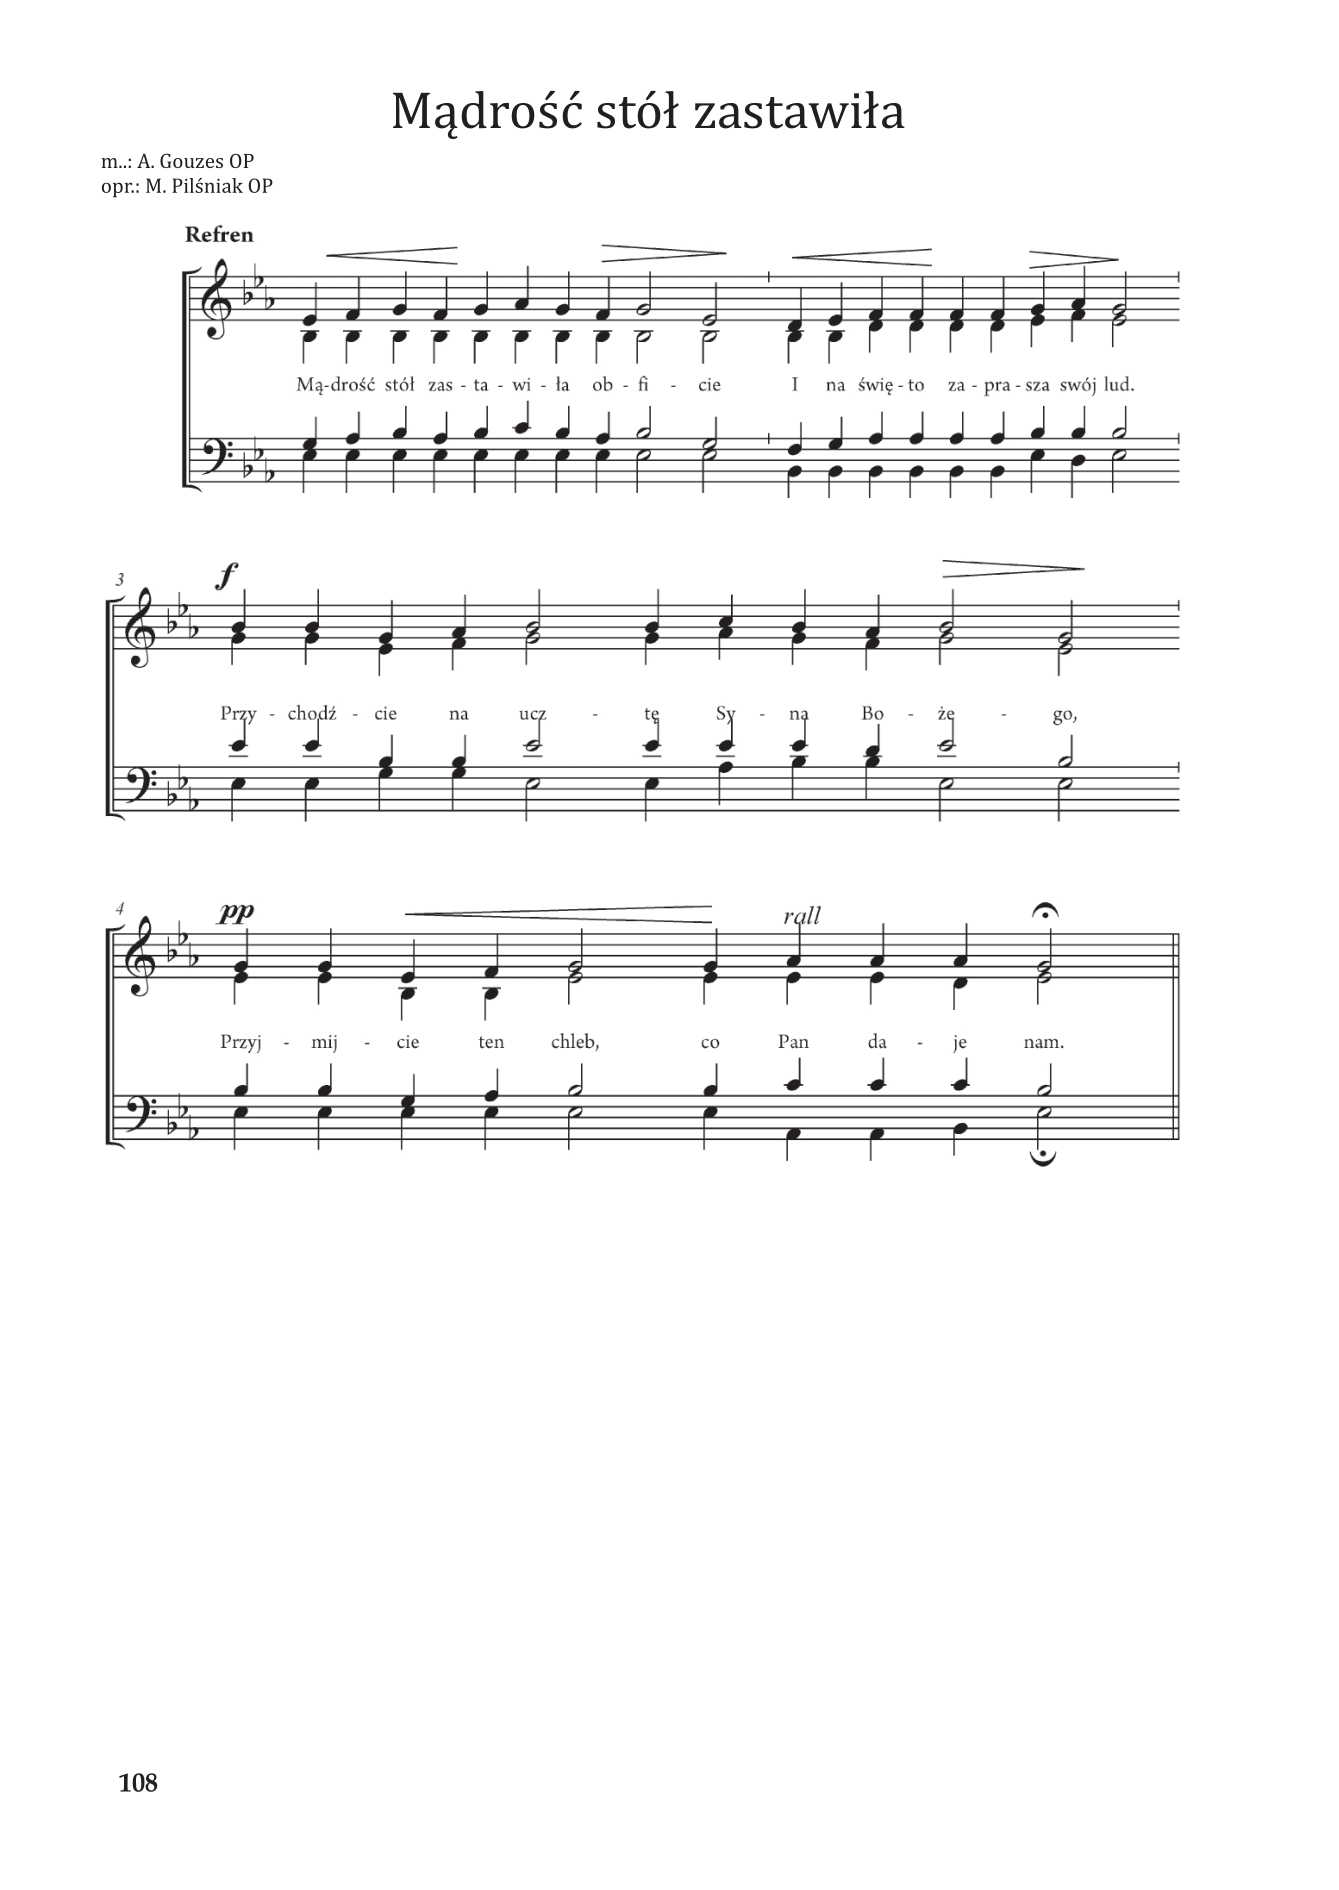 Mądrość stół zastawiła
m..: A. Gouzes OP
opr.: M. Pilśniak OP
Refren
Mą-drość stół zas - ta - wi - ła ob - fi - cie I na świę - to za - pra - sza swój lud.
3
f
Przy - chodź - cie na ucz - tę Sy - na Bo - że - go,
4
pp rall
Przyj - mij - cie ten chleb, co Pan da - je nam.
108